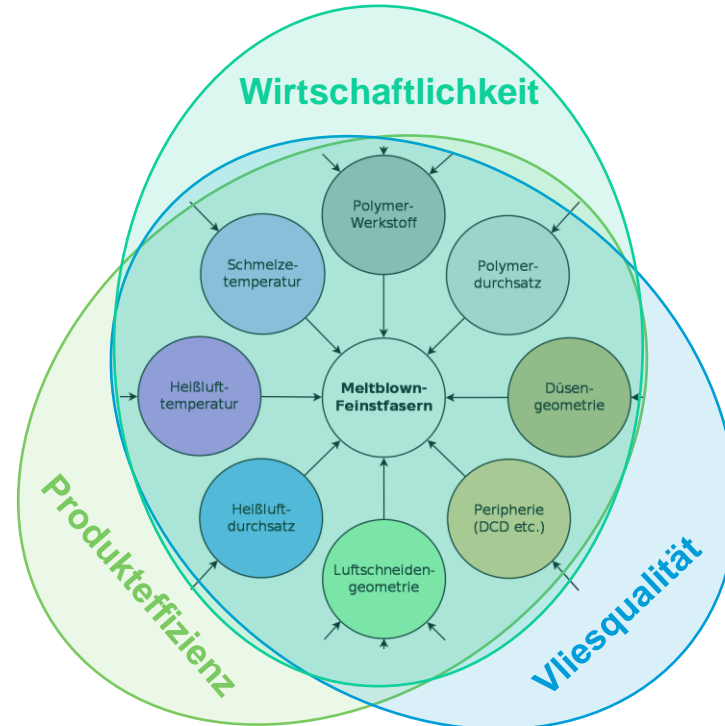 Wirtschaftlichkeit
Polymer-
Werkstoff
Schmelze-
temperatur
Polymer-
durchsatz
Heißluft-
temperatur
Meltblown-
Feinstfasern
Düsen-
geometrie
Heißluft-
durchsatz
Peripherie
(DCD etc.)
Luftschneiden-
geometrie
Produkteffizienz
Vliesqualität